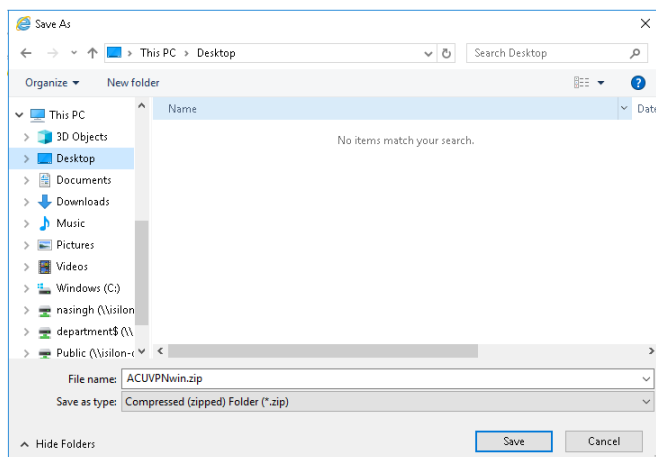 Save As
This PC > Desktop
Search Desktop
Organize
New folder
?
This PC
3D Objects
Desktop
Documents
Downloads
Music
Pictures
Videos
Windows (C:)
nasingh (\\isilon
department$ (\\
Public (\\isilon-c
Name
Date
No items match your search.
File name: ACUVPNwin.zip
Save as type: Compressed (zipped) Folder (*.zip)
Hide Folders
Save
Cancel